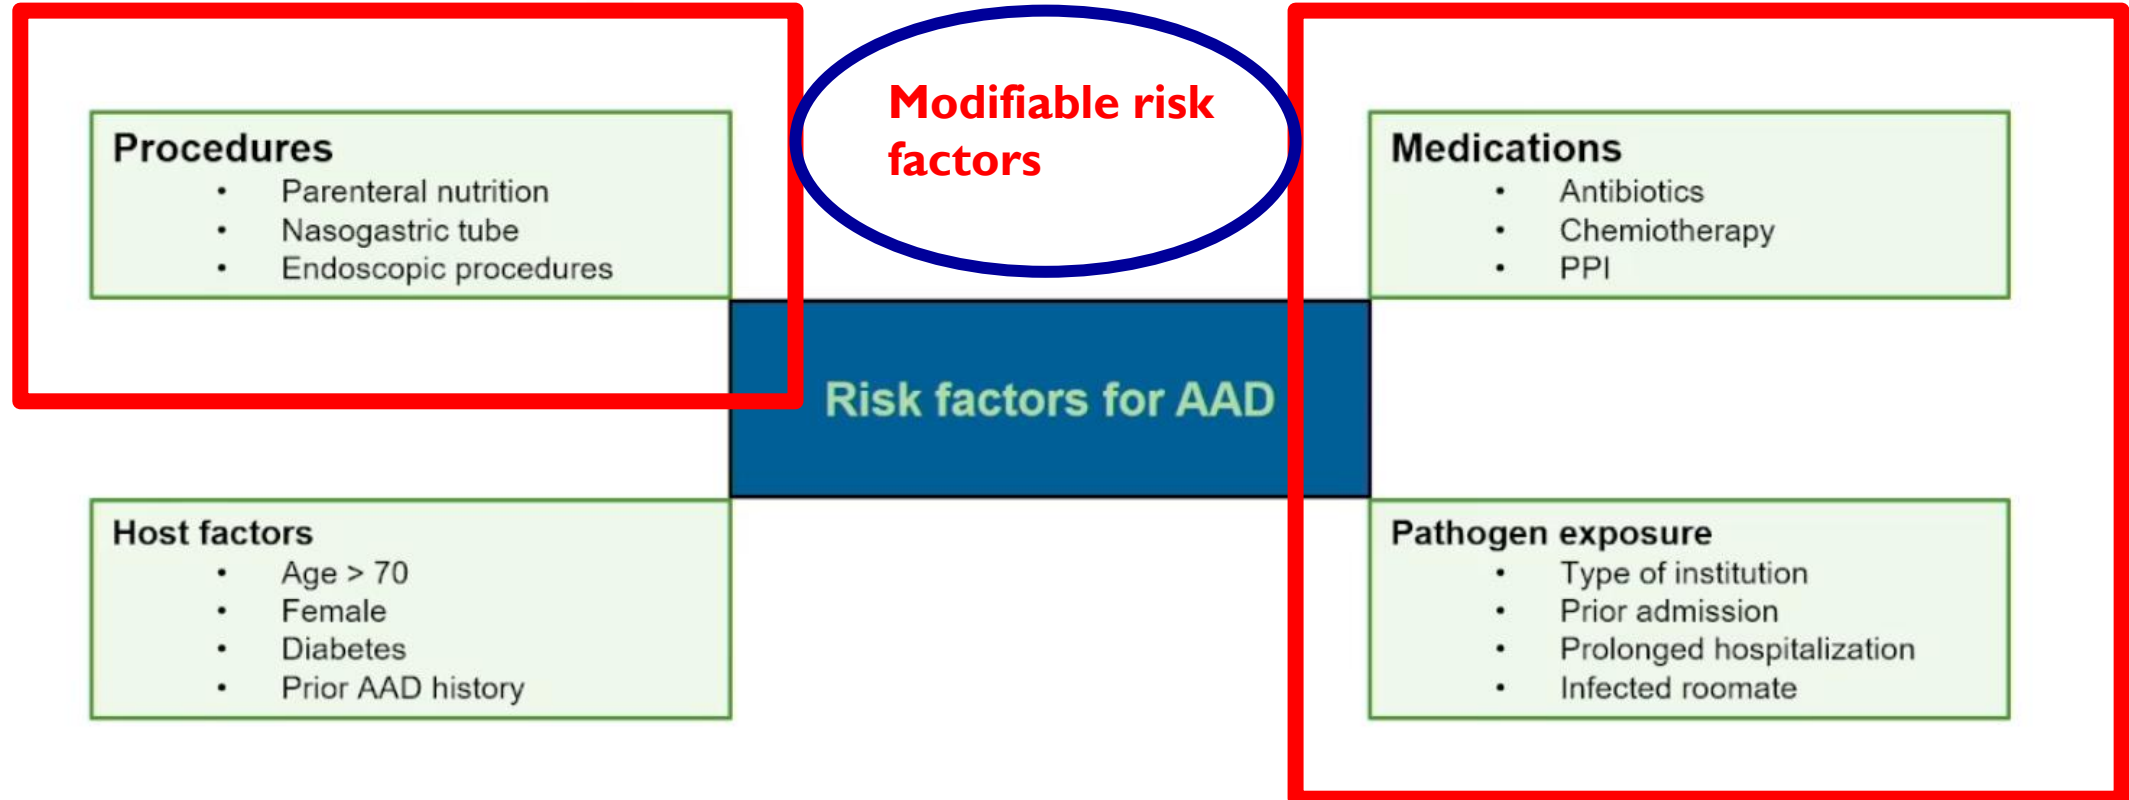 Modifiable risk
factors
Procedures
• Parenteral nutrition
• Nasogastric tube
• Endoscopic procedures
Medications
• Antibiotics
• Chemiotherapy
• PPI
Risk factors for AAD
Host factors
• Age > 70
• Female
• Diabetes
• Prior AAD history
Pathogen exposure
• Type of institution
• Prior admission
• Prolonged hospitalization
• Infected roomate